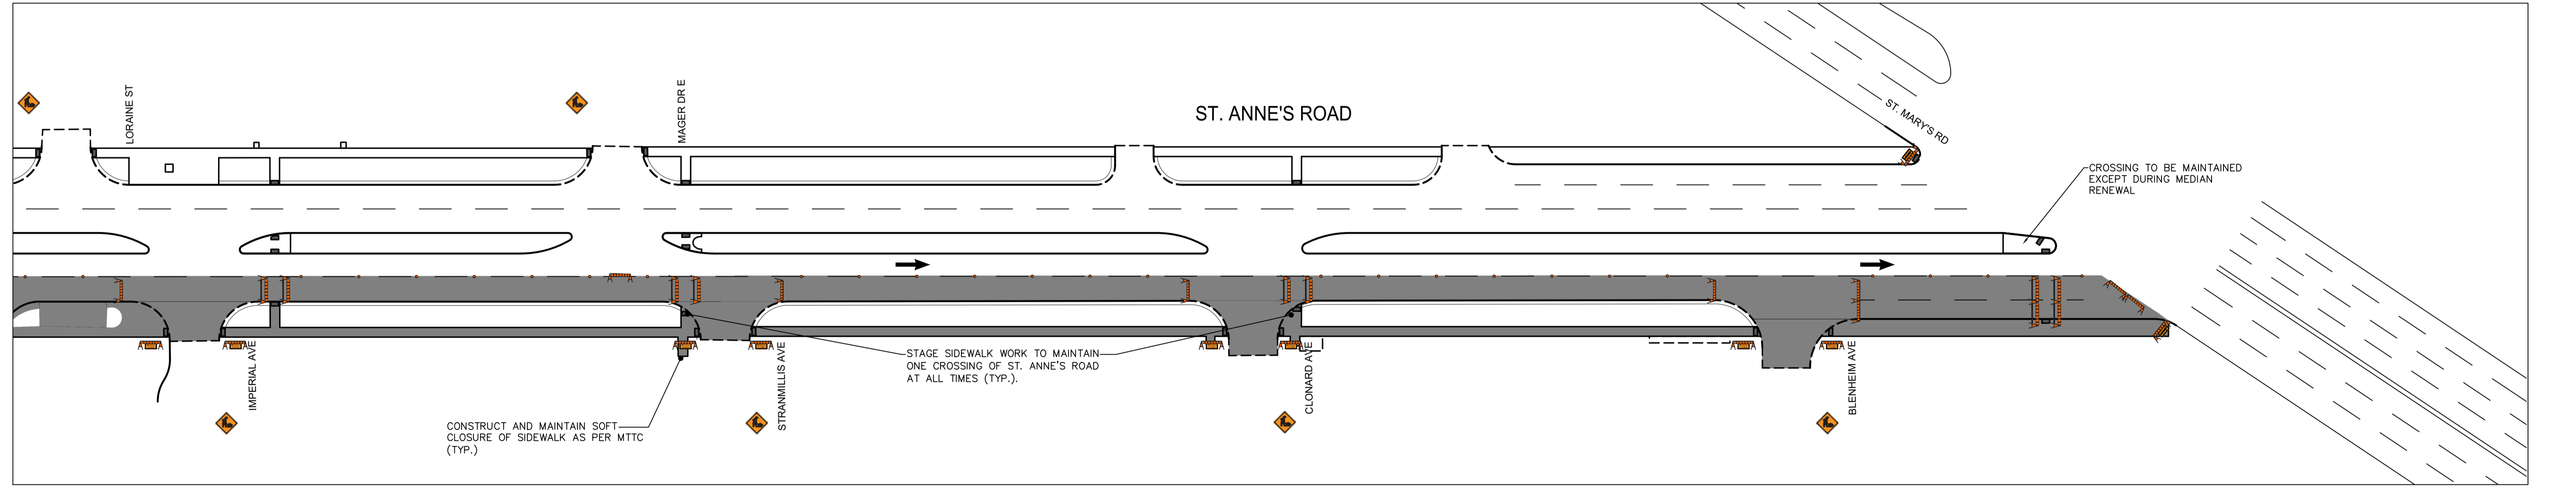 LORAINE ST
MAGER DR E
ST. ANNE'S ROAD
ST. MARY'S RD
CROSSING TO BE MAINTAINED
EXCEPT DURING MEDIAN
RENEWAL
IMPERIAL AVE
STRANMILLIS AVE
CLONARD AVE
BLENHEIM AVE
STAGE SIDEWALK WORK TO MAINTAIN
ONE CROSSING OF ST. ANNE'S ROAD
AT ALL TIMES (TYP.).
CONSTRUCT AND MAINTAIN SOFT
CLOSURE OF SIDEWALK AS PER MTTC
(TYP.)